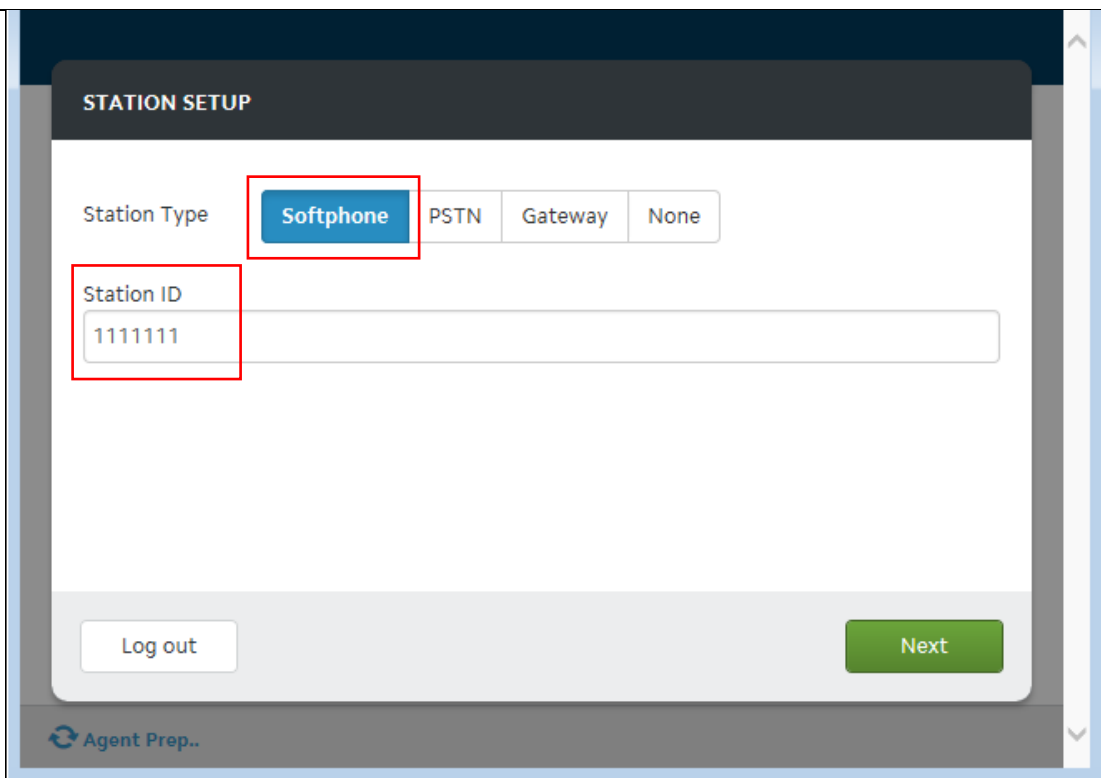 STATION SETUP
Station Type Softphone PSTN Gateway None
Station ID
1111111
Log out Next
Agent Prep..